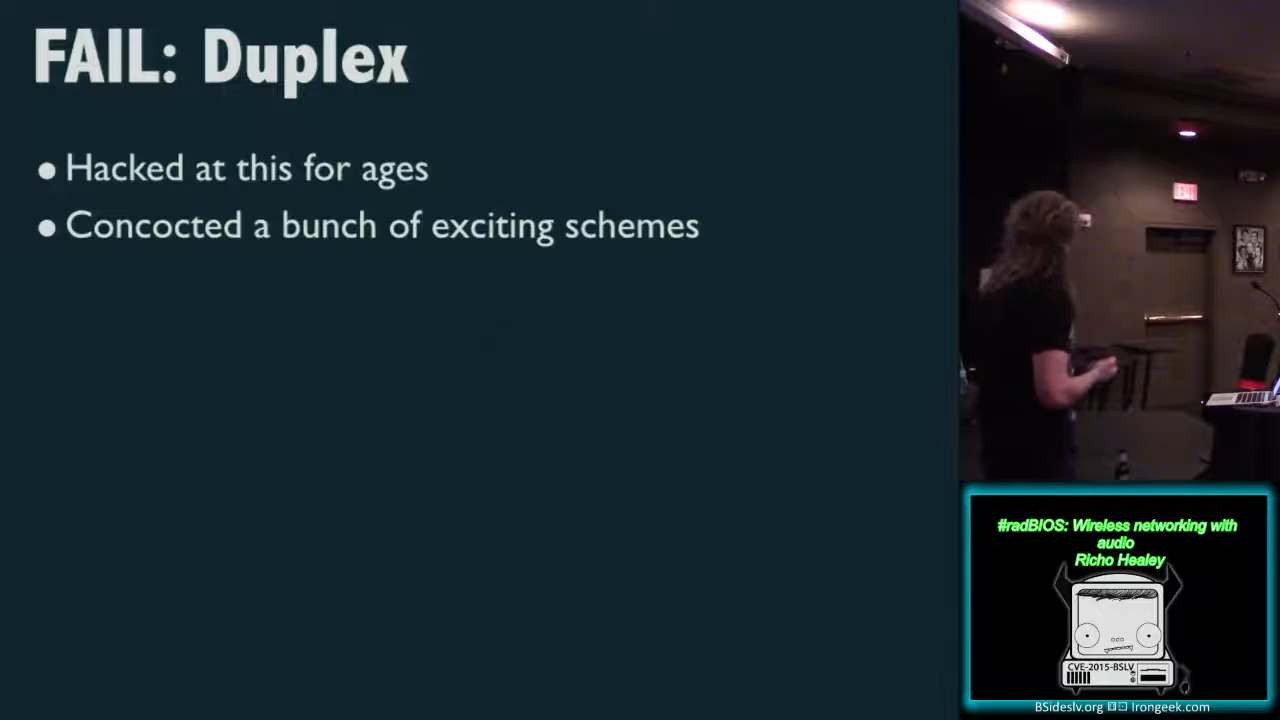 FAIL: Duplex
● Hacked at this for ages
● Concocted a bunch of exciting schemes
EXIT
#radBIOS: Wireless networking with
audio
Richo Healey
CVE-2015-BSLV
BSideslv.org ⚅⚀ Irongeek.com